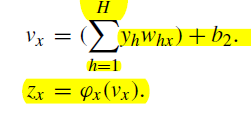 v_x = (∑_{h=1}^{H} y_h w_{hx}) + b_2.
z_x = φ_x(v_x).